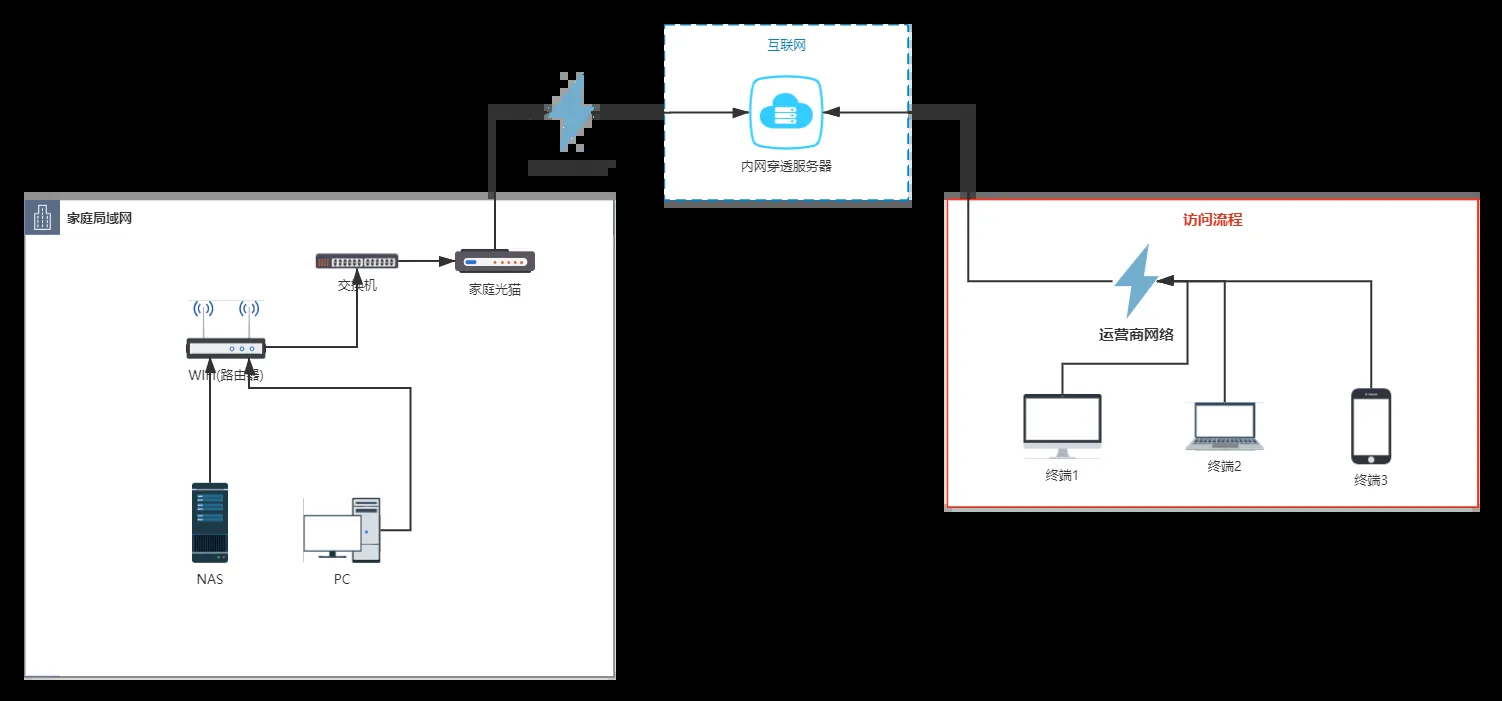 互联网
内网穿透服务器
家庭局域网
交换机
家庭光猫
WIFI(路由器)
NAS
PC
访问流程
运营商网络
终端1
终端2
终端3